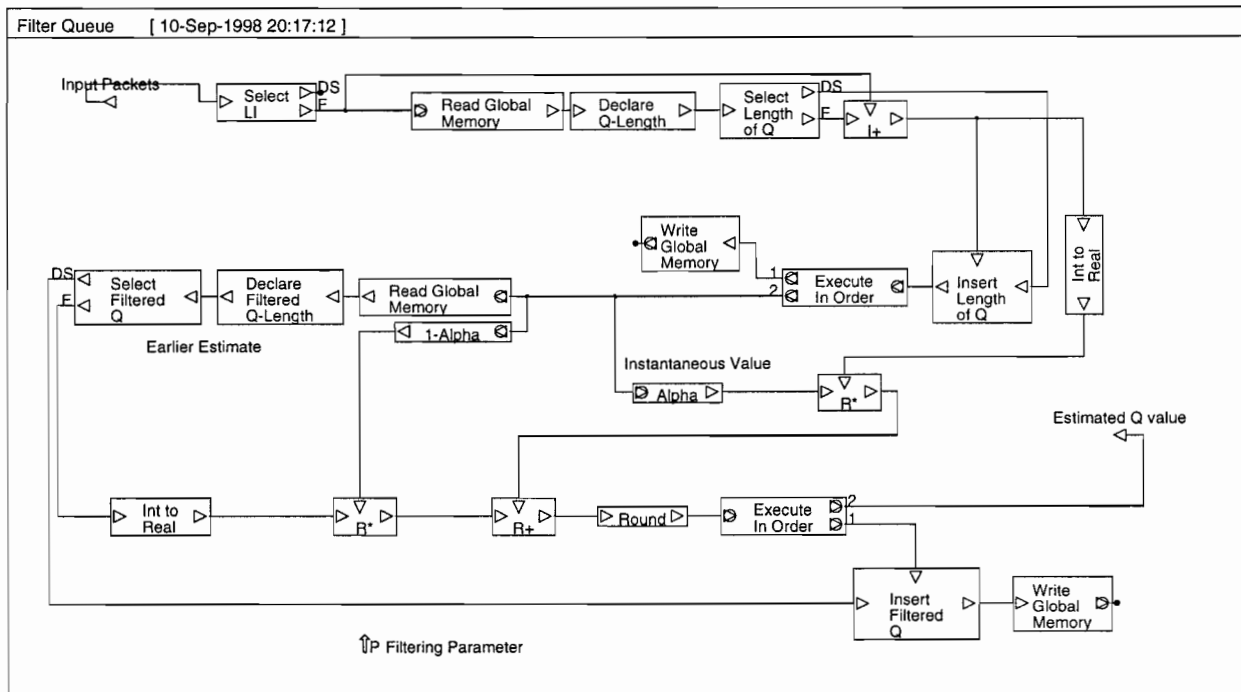 Filter Queue [ 10-Sep-1998 20:17:12 ]
Input Packets
Select
LI
DS
F
Read Global
Memory
Declare
Q-Length
Select
Length
of Q
DS
F
I+
Write
Global
Memory
1
2
Execute
In Order
Insert
Length
of Q
Int to
Real
DS
F
Select
Filtered
Q
Declare
Filtered
Q-Length
Read Global
Memory
1-Alpha
Earlier Estimate
Instantaneous Value
Alpha
R*
Estimated Q value
Int to
Real
R*
R+
Round
Execute
In Order
2
1
Insert
Filtered
Q
Write
Global
Memory
⇧P Filtering Parameter